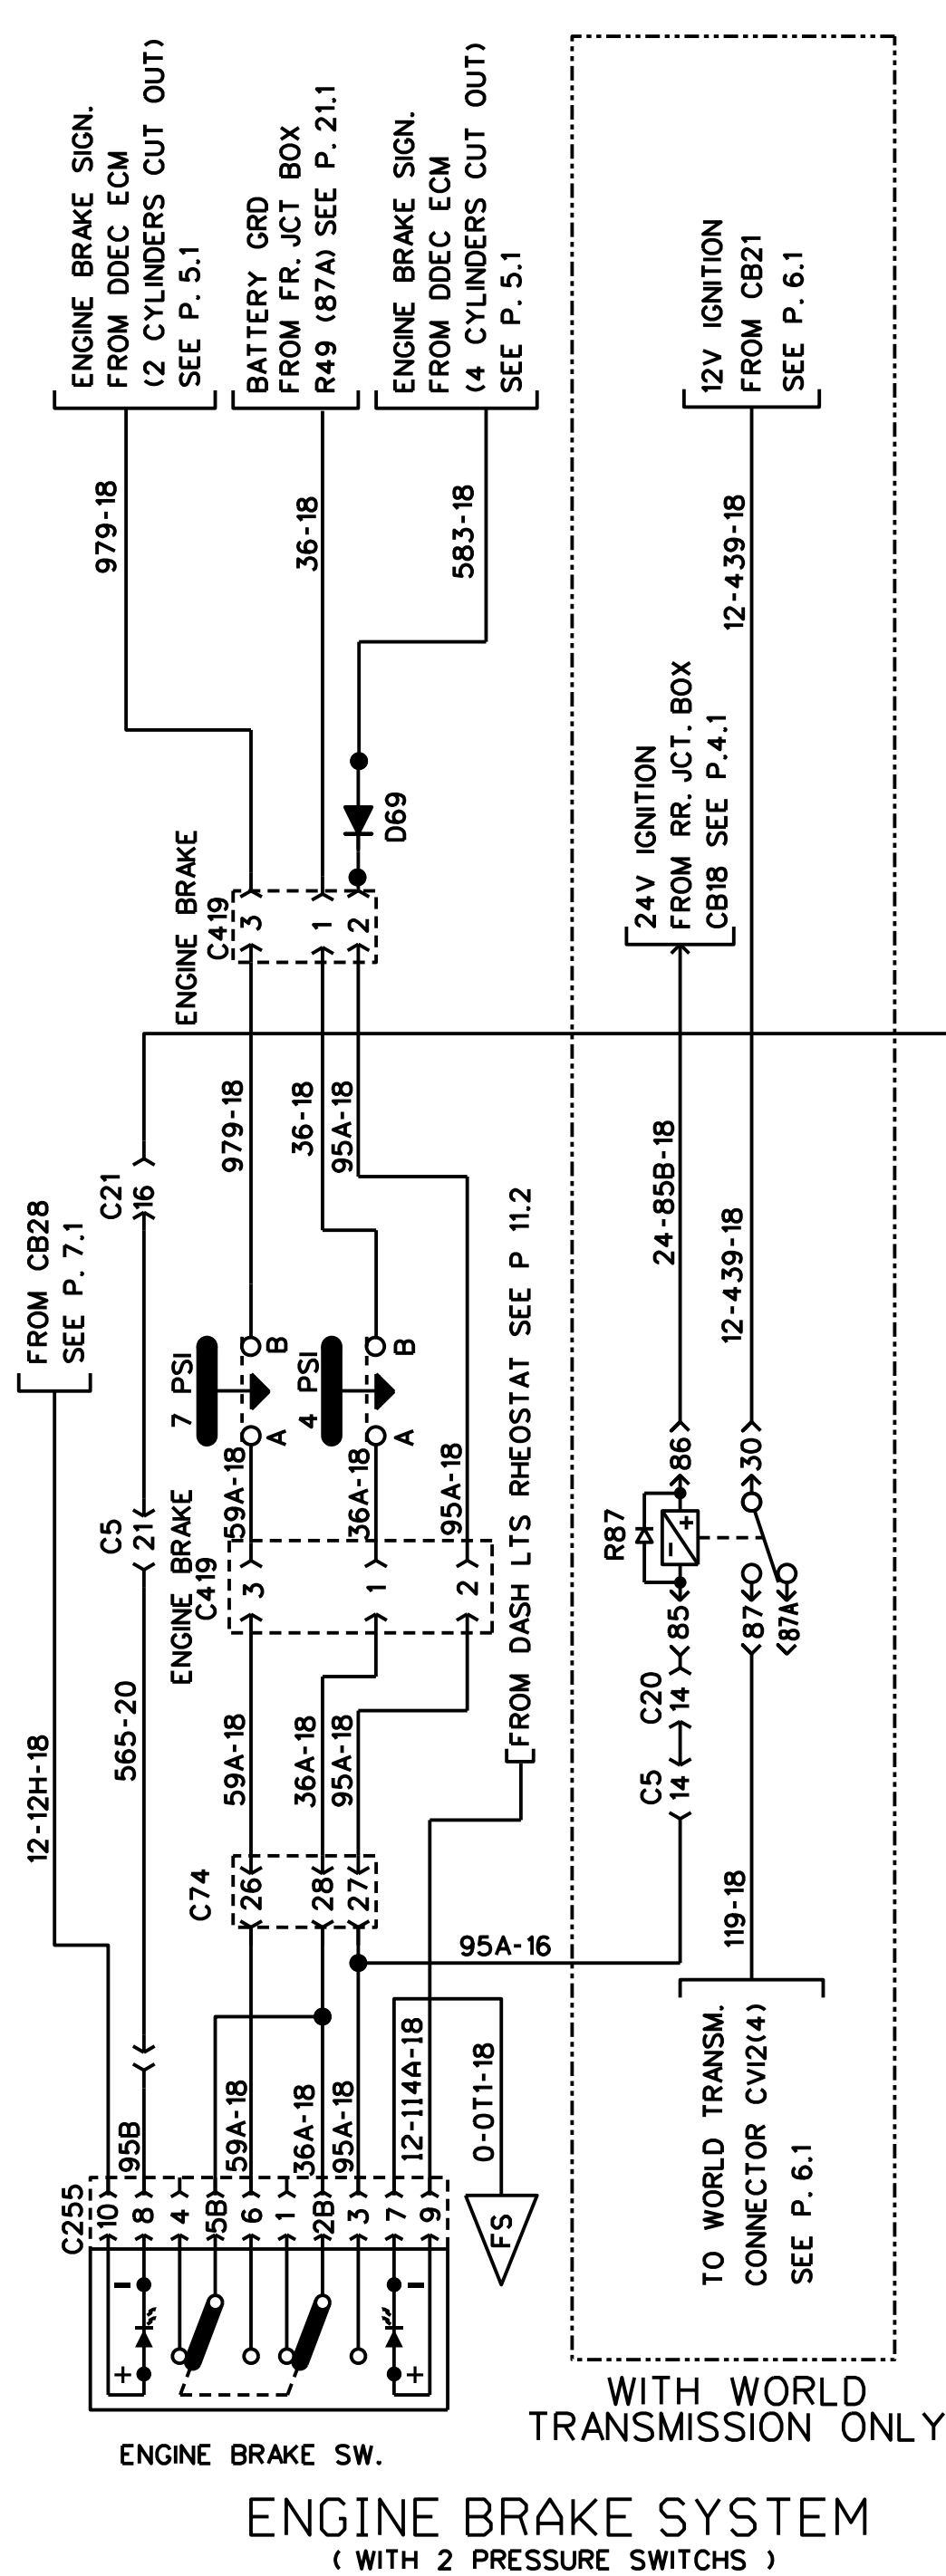 ENGINE BRAKE SIGN.
FROM DDEC ECM
(2 CYLINDERS CUT OUT)
SEE P. 5.1
BATTERY GRD
FROM FR. JCT BOX
R49 (87A) SEE P. 21.1
ENGINE BRAKE SIGN.
FROM DDEC ECM
(4 CYLINDERS CUT OUT)
SEE P. 5.1
12V IGNITION
FROM CB21
SEE P. 6.1
979-18
36-18
583-18
12-439-18
24V IGNITION
FROM RR. JCT. BOX
CB18 SEE P.4.1
D69
ENGINE BRAKE
C419
3
1
2
979-18
36-18
95A-18
24-85B-18
12-439-18
C21
16
FROM CB28
SEE P. 7.1
7 PSI
B
A
4 PSI
B
A
FROM DASH LTS RHEOSTAT SEE P 11.2
59A-18
36A-18
95A-18
C5
21
ENGINE BRAKE
C419
3
1
2
R87
86
30
+
-
85
87
87A
C20
14
C5
14
12-12H-18
565-20
59A-18
36A-18
95A-18
C74
26
28
27
95A-16
119-18
95B
59A-18
36A-18
95A-18
12-114A-18
0-0T1-18
TO WORLD TRANSM.
CONNECTOR CV12(4)
SEE P. 6.1
C255
10
8
4
5B
6
1
2B
3
7
9
FS
-
-
+
+
ENGINE BRAKE SW.
WITH WORLD
TRANSMISSION ONLY
ENGINE BRAKE SYSTEM
( WITH 2 PRESSURE SWITCHS )